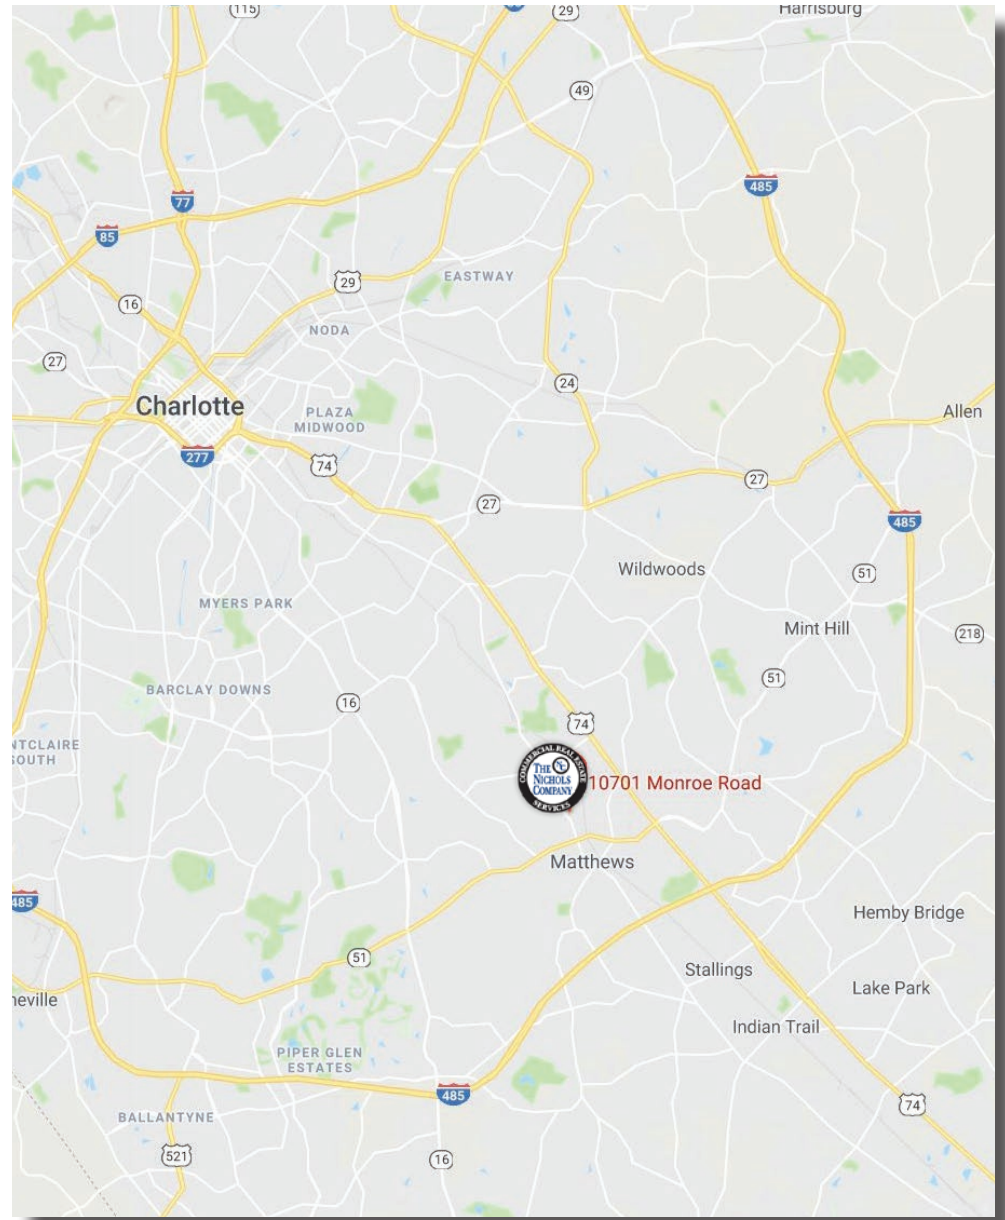 115
29
Harrisburg
49
77
485
85
EASTWAY
29
16
NODA
27
24
Allen
Charlotte
PLAZA
MIDWOOD
277
74
27
27
485
Wildwoods
51
MYERS PARK
Mint Hill
218
51
BARCLAY DOWNS
16
74
NTCLAIRE
SOUTH
COMMERCIAL REAL ESTATE
THE NC
NICHOLS
COMPANY
SERVICES
10701 Monroe Road
Matthews
485
Hemby Bridge
51
Stallings
Lake Park
neville
Indian Trail
PIPER GLEN
ESTATES
485
74
BALLANTYNE
521
16